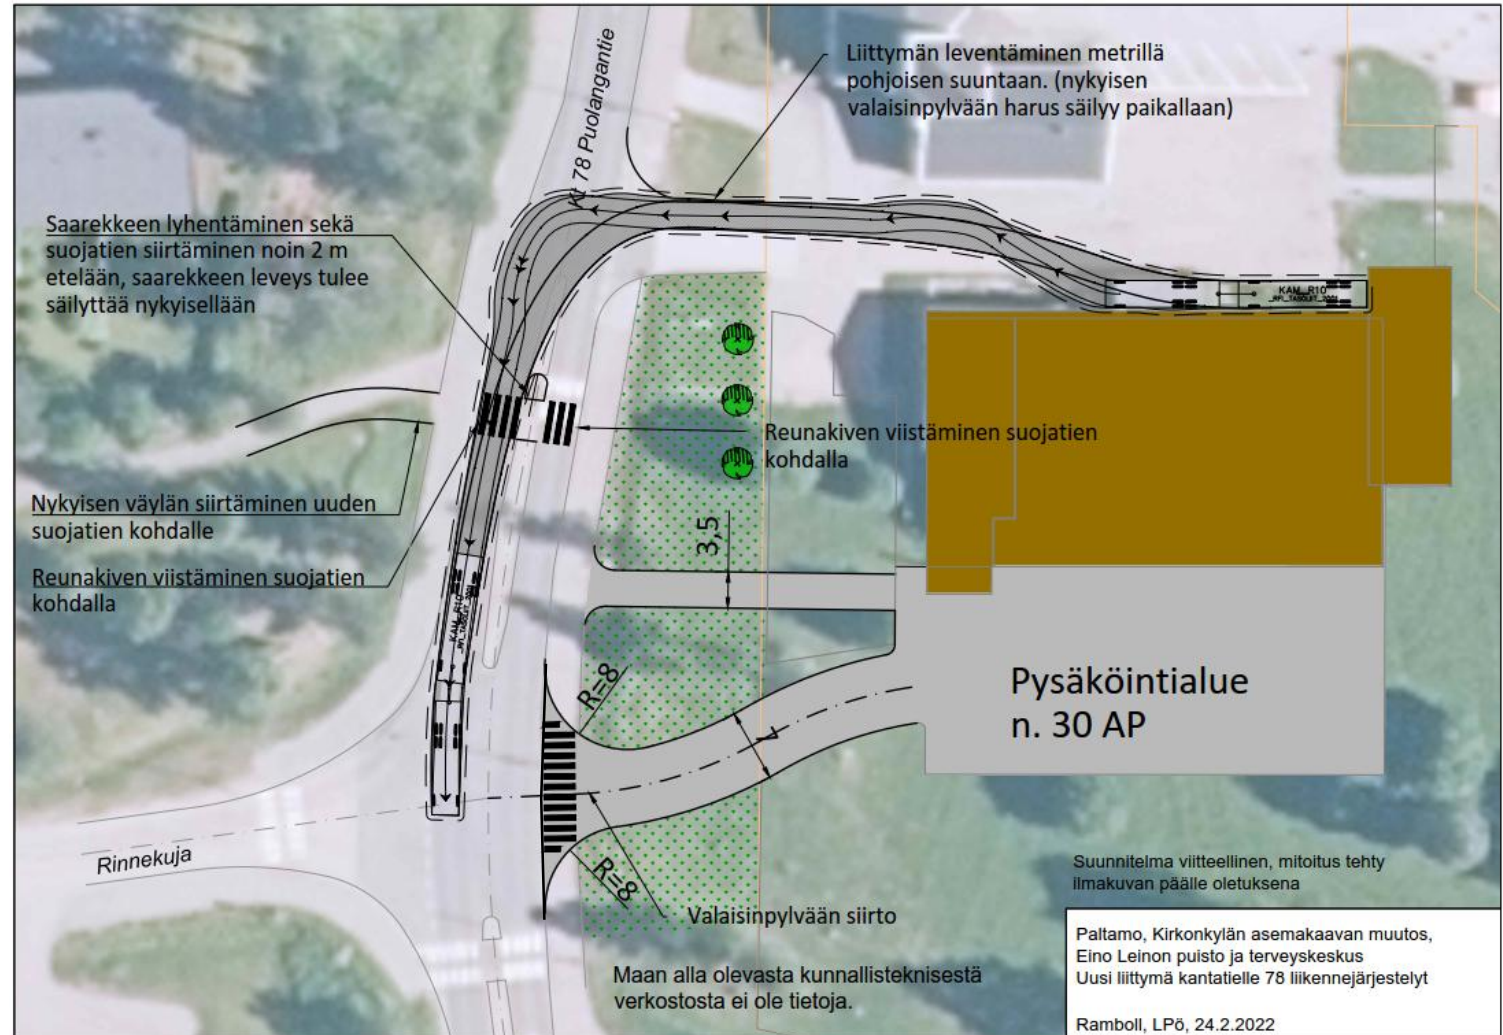 Kt 78 Puolangantie
Liittymän leventäminen metrillä
pohjoisen suuntaan. (nykyisen
valaisinpylvään harus säilyy paikallaan)
Saarekkeen lyhentäminen sekä
suojatien siirtäminen noin 2 m
etelään, saarekkeen leveys tulee
säilyttää nykyisellään
KAM_R10
Reunakiven viistäminen suojatien
kohdalla
Nykyisen väylän siirtäminen uuden
suojatien kohdalle
3,5
Reunakiven viistäminen suojatien
kohdalla
KAM_R10
R=8
Pysäköintialue
n. 30 AP
7
Rinnekuja
R=8
Suunnitelma viitteellinen, mitoitus tehty
ilmakuvan päälle oletuksena
Valaisinpylvään siirto
Maan alla olevasta kunnallisteknisestä
verkostosta ei ole tietoja.
Paltamo, Kirkonkylän asemakaavan muutos,
Eino Leinon puisto ja terveyskeskus
Uusi liittymä kantatielle 78 liikennejärjestelyt
Ramboll, LPö, 24.2.2022